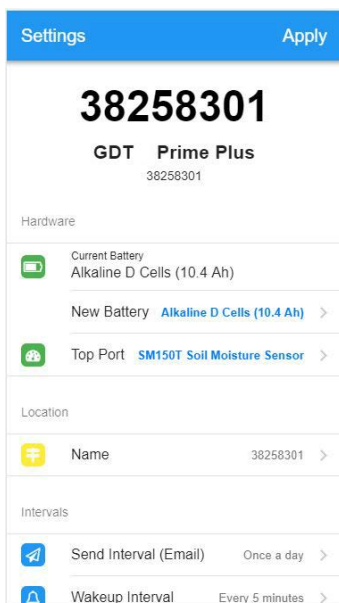 Settings Apply
38258301
GDT Prime Plus
38258301
Hardware
Current Battery
Alkaline D Cells (10.4 Ah)
New Battery Alkaline D Cells (10.4 Ah)
Top Port SM150T Soil Moisture Sensor
Location
Name 38258301
Intervals
Send Interval (Email) Once a day
Wakeup Interval Every 5 minutes